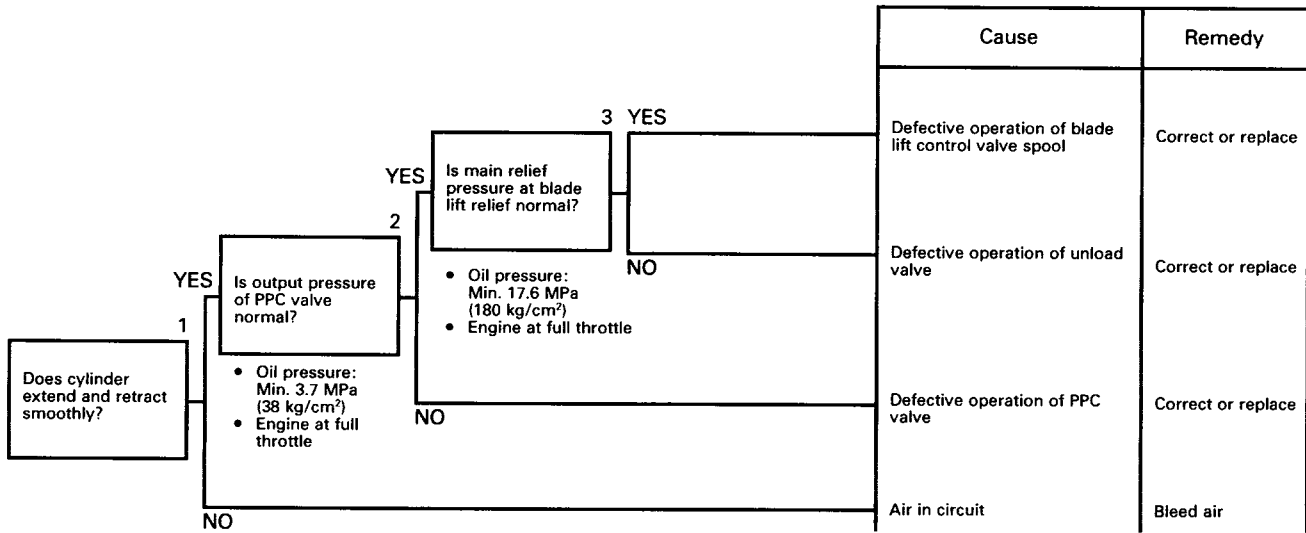 Cause
Remedy
3
YES
Defective operation of blade
lift control valve spool
Correct or replace
Is main relief
pressure at blade
lift relief normal?
YES
2
NO
Defective operation of unload
valve
Correct or replace
• Oil pressure:
Min. 17.6 MPa
(180 kg/cm²)
• Engine at full throttle
YES
Is output pressure
of PPC valve
normal?
1
• Oil pressure:
Min. 3.7 MPa
(38 kg/cm²)
• Engine at full
throttle
NO
Defective operation of PPC
valve
Correct or replace
Does cylinder
extend and retract
smoothly?
NO
Air in circuit
Bleed air